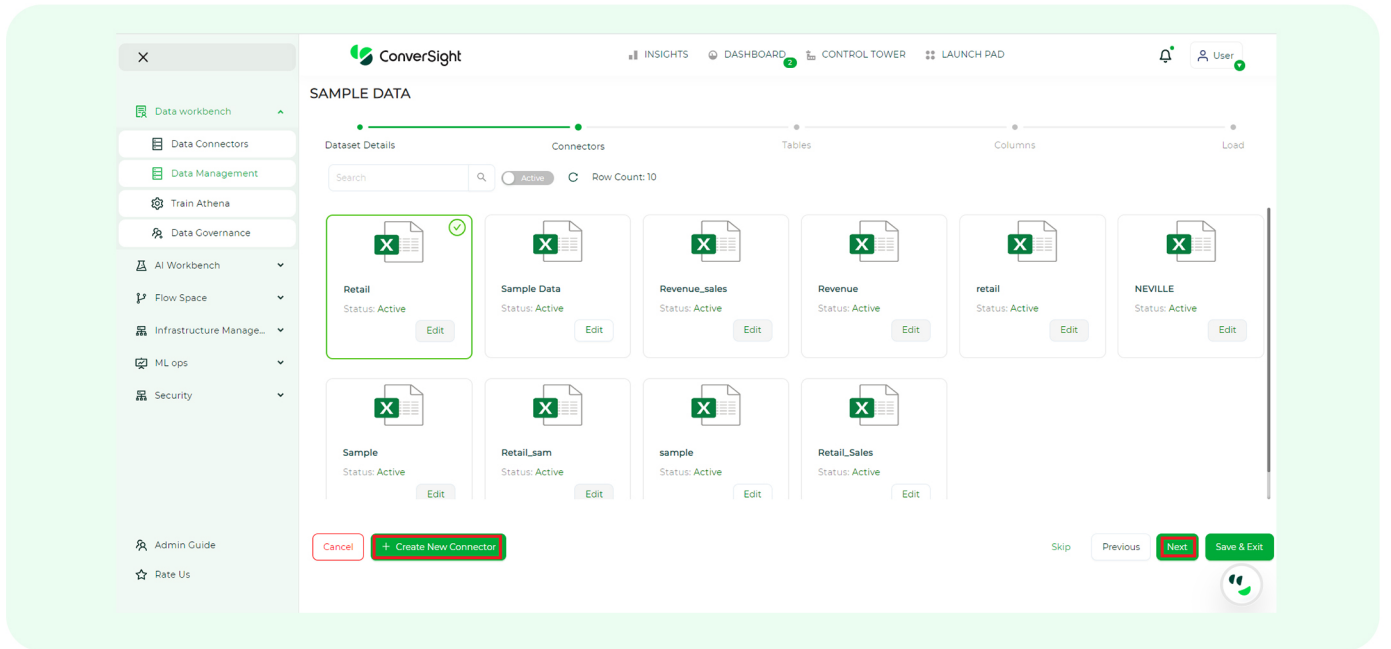 ConverSight
INSIGHTS
DASHBOARD
2
CONTROL TOWER
LAUNCH PAD
User
Data workbench
Data Connectors
Data Management
Train Athena
Data Governance
AI Workbench
Flow Space
Infrastructure Manage...
ML ops
Security
Admin Guide
Rate Us
SAMPLE DATA
Dataset Details
Connectors
Tables
Columns
Load
Search
Active
Row Count: 10
X
Retail
Status: Active
Edit
X
Sample Data
Status: Active
Edit
X
Revenue_sales
Status: Active
Edit
X
Revenue
Status: Active
Edit
X
retail
Status: Active
Edit
X
NEVILLE
Status: Active
Edit
X
Sample
Status: Active
Edit
X
Retail_sam
Status: Active
Edit
X
sample
Status: Active
Edit
X
Retail_Sales
Status: Active
Edit
Cancel
+ Create New Connector
Skip
Previous
Next
Save & Exit